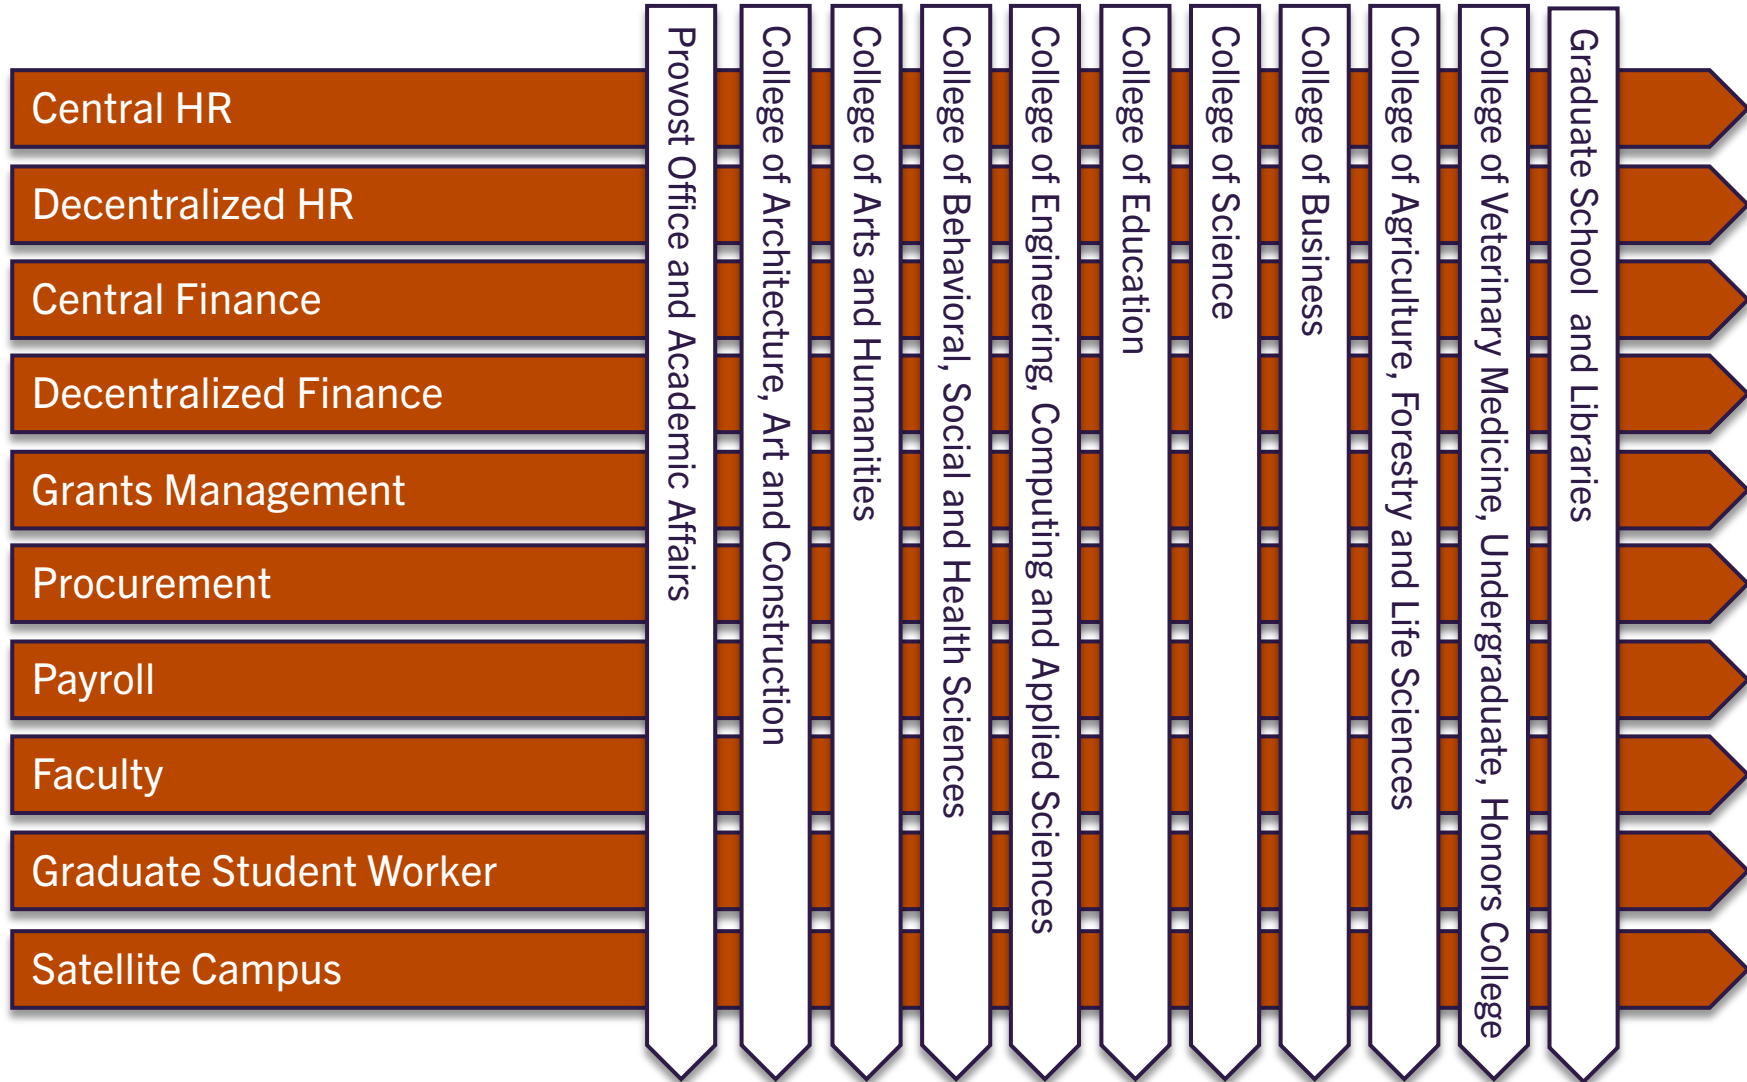 Central HR
Decentralized HR
Central Finance
Decentralized Finance
Grants Management
Procurement
Payroll
Faculty
Graduate Student Worker
Satellite Campus
Provost Office and Academic Affairs
College of Architecture, Art and Construction
College of Arts and Humanities
College of Behavioral, Social and Health Sciences
College of Engineering, Computing and Applied Sciences
College of Education
College of Science
College of Business
College of Agriculture, Forestry and Life Sciences
College of Veterinary Medicine, Undergraduate, Honors College
Graduate School and Libraries